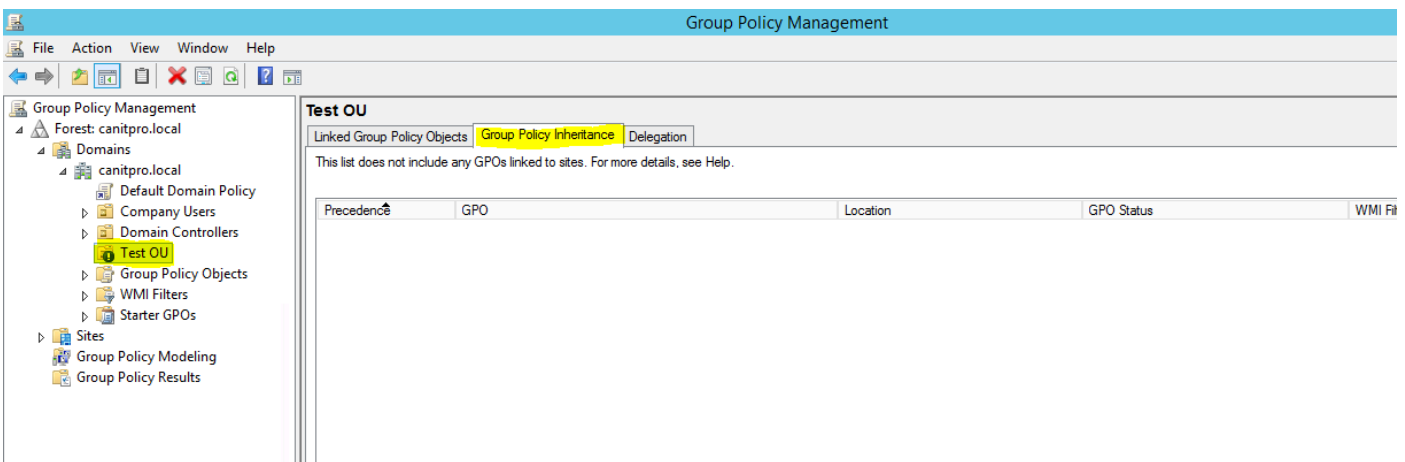 Group Policy Management
File Action View Window Help
Group Policy Management
Forest: canitpro.local
Domains
canitpro.local
Default Domain Policy
Company Users
Domain Controllers
Test OU
Group Policy Objects
WMI Filters
Starter GPOs
Sites
Group Policy Modeling
Group Policy Results
Test OU
Linked Group Policy Objects Group Policy Inheritance Delegation
This list does not include any GPOs linked to sites. For more details, see Help.
Precedence GPO Location GPO Status WMI Filt